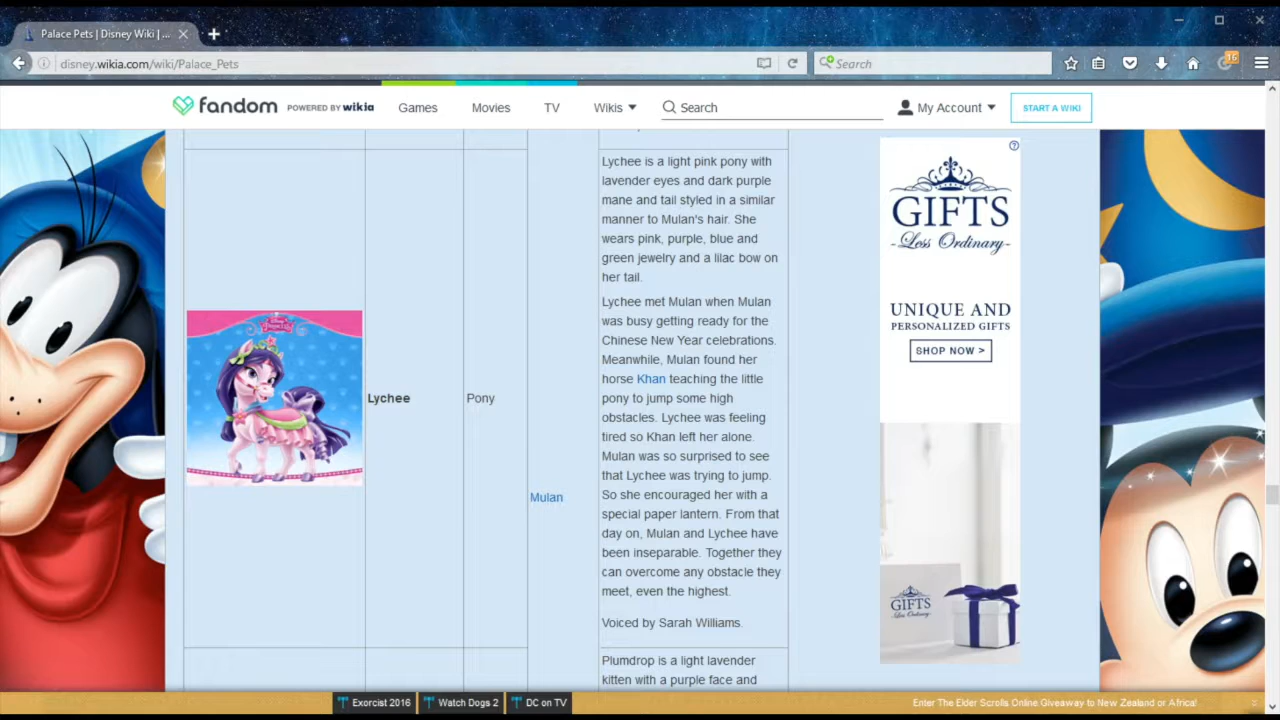 Palace Pets | Disney Wiki | ...
disney.wikia.com/wiki/Palace_Pets
Search
16
fandom POWERED BY wikia
Games
Movies
TV
Wikis
Search
My Account
START A WIKI
Lychee
Pony
Mulan
Lychee is a light pink pony with
lavender eyes and dark purple
mane and tail styled in a similar
manner to Mulan's hair. She
wears pink, purple, blue and
green jewelry and a lilac bow on
her tail.
Lychee met Mulan when Mulan
was busy getting ready for the
Chinese New Year celebrations.
Meanwhile, Mulan found her
horse Khan teaching the little
pony to jump some high
obstacles. Lychee was feeling
tired so Khan left her alone.
Mulan was so surprised to see
that Lychee was trying to jump.
So she encouraged her with a
special paper lantern. From that
day on, Mulan and Lychee have
been inseparable. Together they
can overcome any obstacle they
meet, even the highest.
Voiced by Sarah Williams.
Plumdrop is a light lavender
kitten with a purple face and
GIFTS
-Less Ordinary-
UNIQUE AND
PERSONALIZED GIFTS
SHOP NOW >
GIFTS
Less Ordinary
Exorcist 2016
Watch Dogs 2
DC on TV
Enter The Elder Scrolls Online Giveaway to New Zealand or Africa!